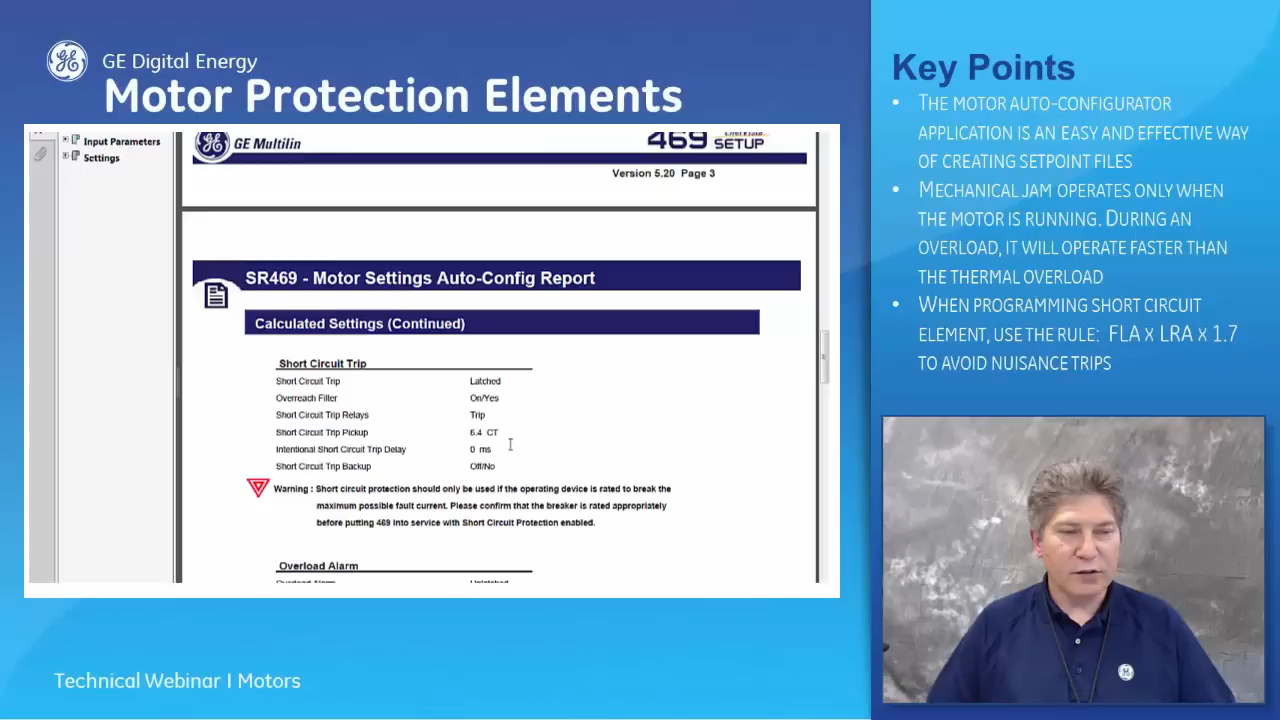 GE Digital Energy
Motor Protection Elements
Input Parameters
Settings
GE Multilin
469 SETUP
Version 5.20 Page 3
SR469 - Motor Settings Auto-Config Report
Calculated Settings (Continued)
Short Circuit Trip
Short Circuit Trip Latched
Overreach Filter On/Yes
Short Circuit Trip Relays Trip
Short Circuit Trip Pickup 6.4 CT
Intentional Short Circuit Trip Delay 0 ms
Short Circuit Trip Backup Off/No
Warning : Short circuit protection should only be used if the operating device is rated to break the
maximum possible fault current. Please confirm that the breaker is rated appropriately
before putting 469 into service with Short Circuit Protection enabled.
Overload Alarm
Overload Alarm Unlatched
Technical Webinar I Motors
Key Points
• THE MOTOR AUTO-CONFIGURATOR
APPLICATION IS AN EASY AND EFFECTIVE WAY
OF CREATING SETPOINT FILES
• MECHANICAL JAM OPERATES ONLY WHEN
THE MOTOR IS RUNNING. DURING AN
OVERLOAD, IT WILL OPERATE FASTER THAN
THE THERMAL OVERLOAD
• WHEN PROGRAMMING SHORT CIRCUIT
ELEMENT, USE THE RULE: FLA x LRA x 1.7
TO AVOID NUISANCE TRIPS